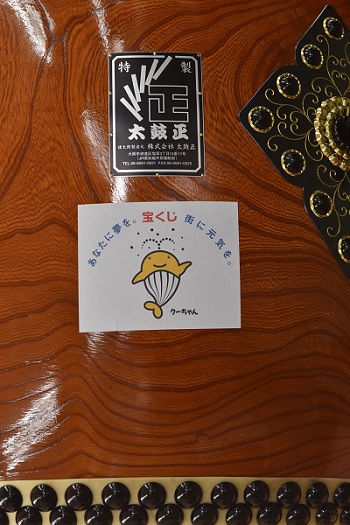 特 製
正
太鼓正
株式会社 太鼓正
あなたに夢を。 宝くじ 街に元気を。
クーちゃん